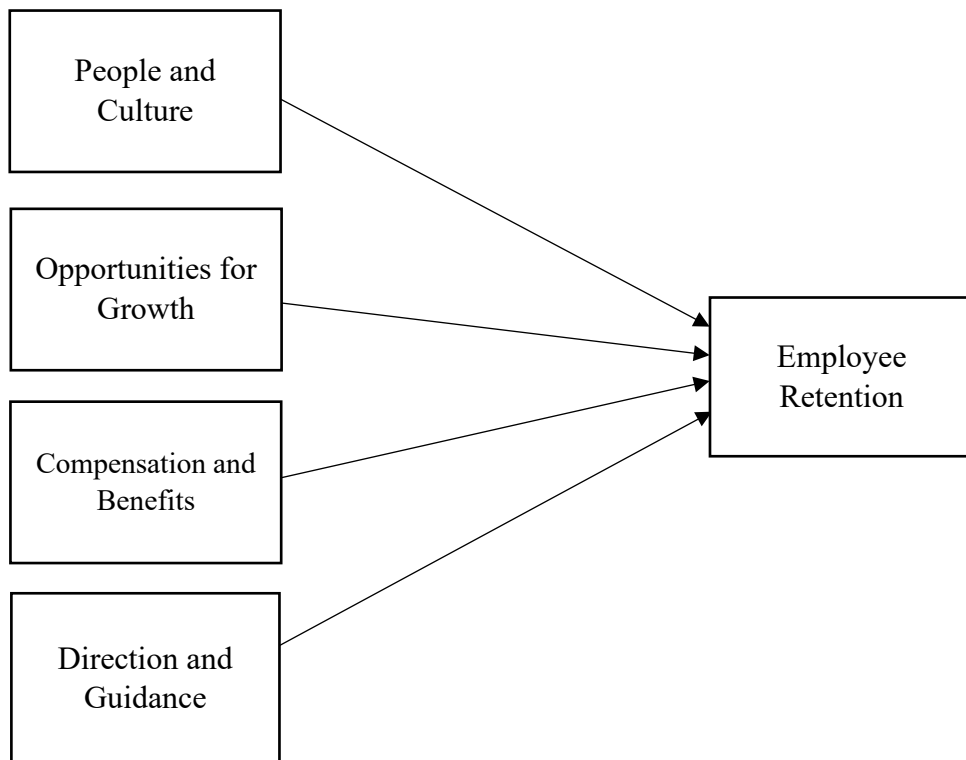 People and
Culture
Opportunities for
Growth
Compensation and
Benefits
Direction and
Guidance
Employee
Retention